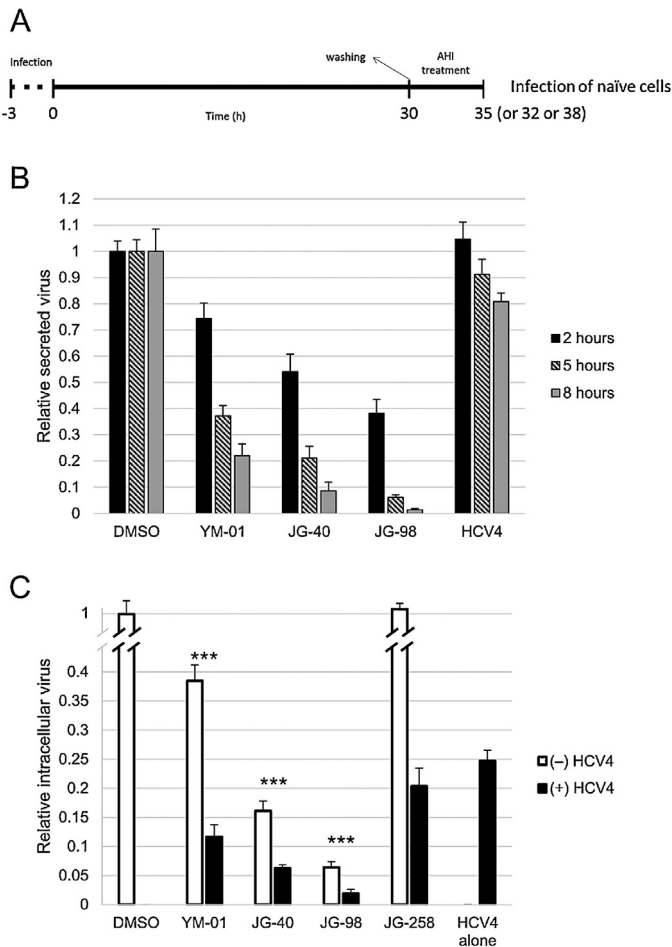 A
Infection
washing
AHI
treatment
-3
0
Time (h)
30
35 (or 32 or 38)
Infection of naïve cells
B
Relative secreted virus
1.2
1.1
1
0.9
0.8
0.7
0.6
0.5
0.4
0.3
0.2
0.1
0
DMSO
YM-01
JG-40
JG-98
HCV4
2 hours
5 hours
8 hours
C
Relative intracellular virus
1
0.4
0.35
0.3
0.25
0.2
0.15
0.1
0.05
0
***
***
***
DMSO
YM-01
JG-40
JG-98
JG-258
HCV4
alone
(–) HCV4
(+) HCV4